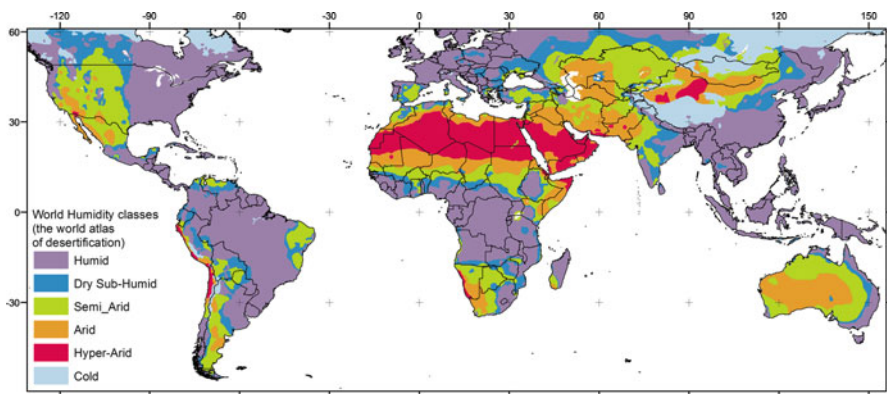 -120 -90 -60 -30 0 30 60 90 120 150
60
30
0
-30
World Humidity classes
(the world atlas
of desertification)
Humid
Dry Sub-Humid
Semi_Arid
Arid
Hyper-Arid
Cold